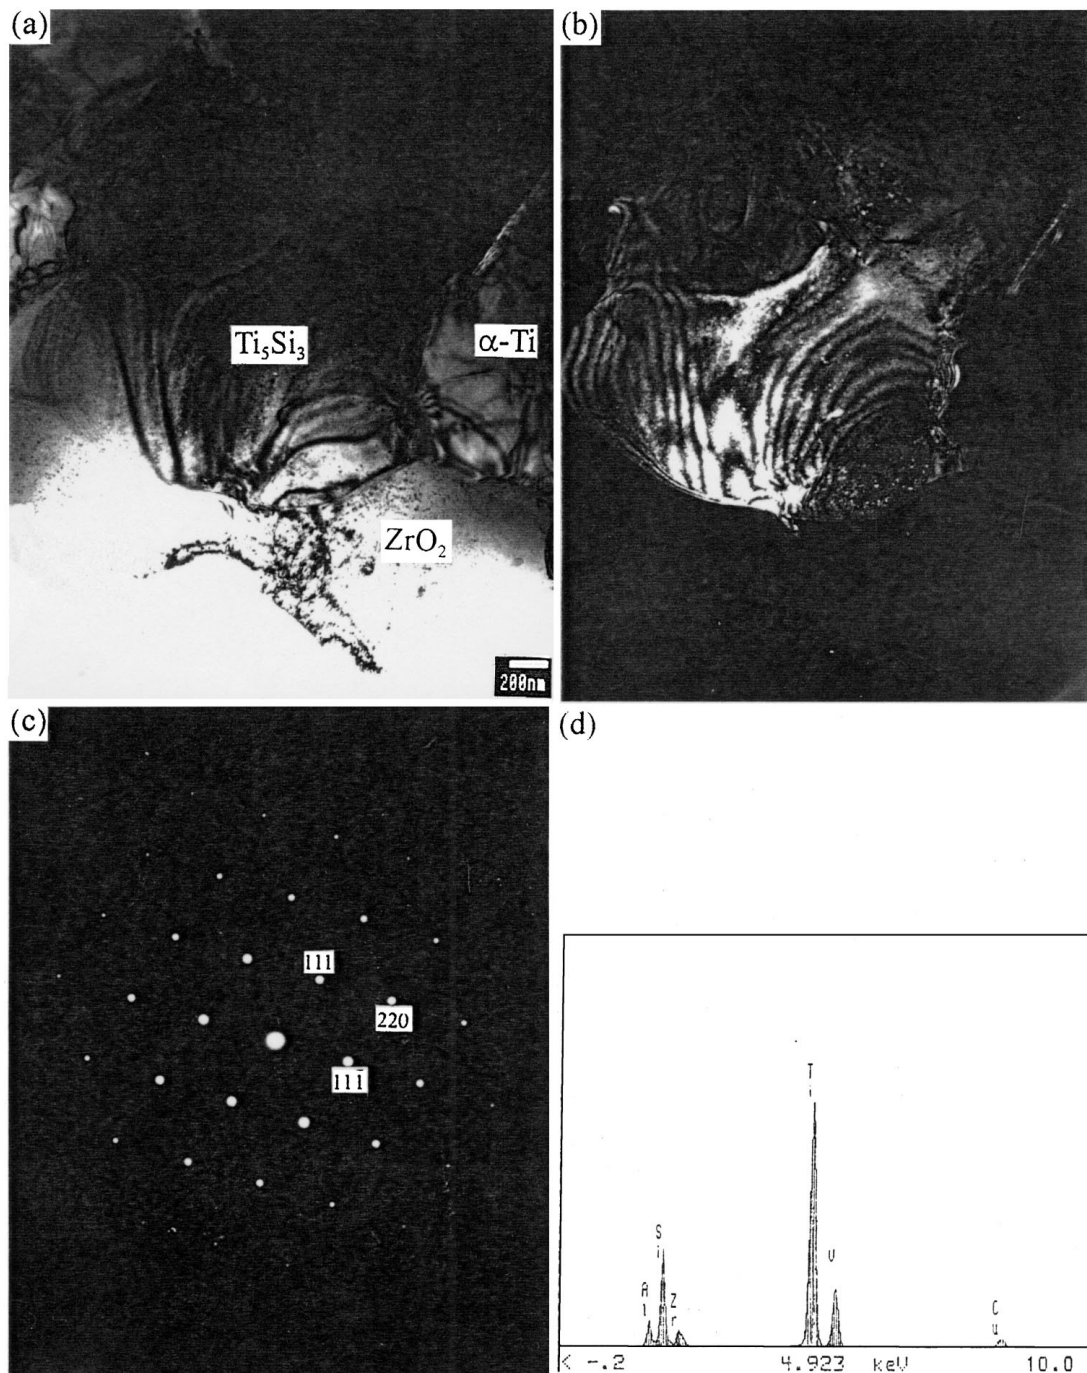 (a)
(b)
Ti₅Si₃
α-Ti
ZrO₂
200nm
(c)
(d)
111
220
111̄
Ti
Si
V
Al
Zr
Cu
< -.2 4.923 keV 10.0